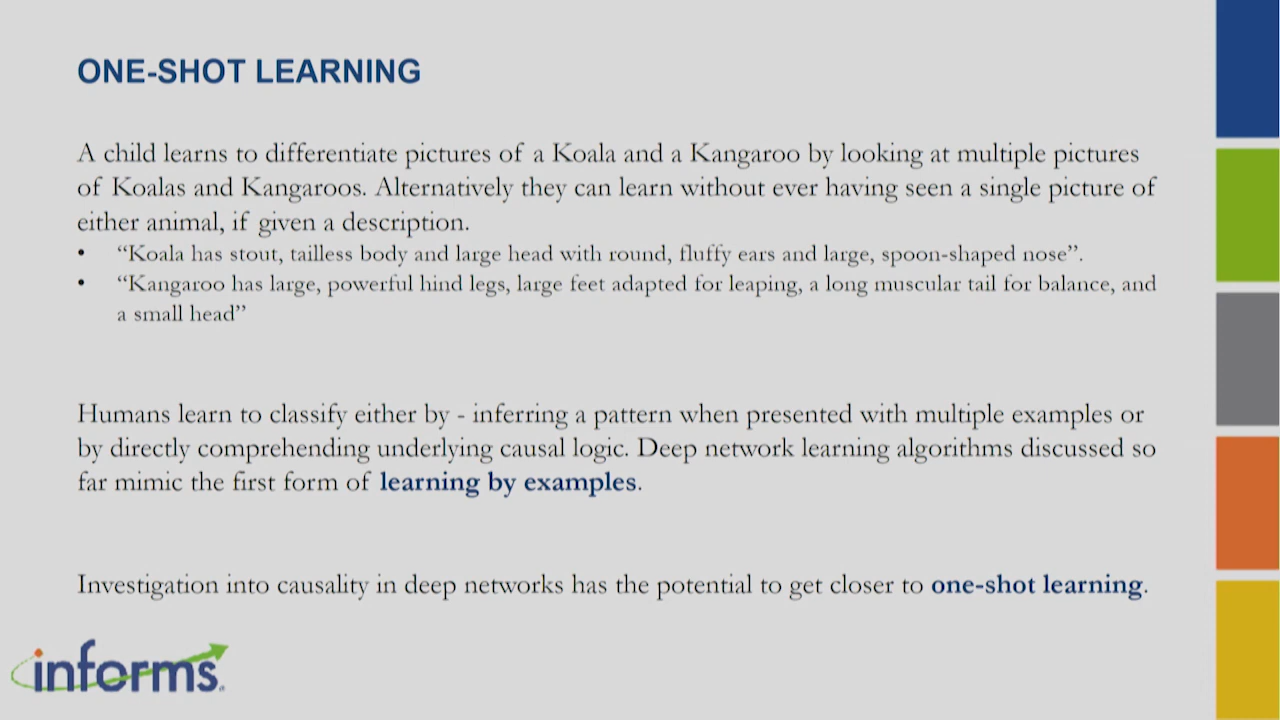 ONE-SHOT LEARNING
A child learns to differentiate pictures of a Koala and a Kangaroo by looking at multiple pictures
of Koalas and Kangaroos. Alternatively they can learn without ever having seen a single picture of
either animal, if given a description.
• “Koala has stout, tailless body and large head with round, fluffy ears and large, spoon-shaped nose”.
• “Kangaroo has large, powerful hind legs, large feet adapted for leaping, a long muscular tail for balance, and
a small head”
Humans learn to classify either by - inferring a pattern when presented with multiple examples or
by directly comprehending underlying causal logic. Deep network learning algorithms discussed so
far mimic the first form of learning by examples.
Investigation into causality in deep networks has the potential to get closer to one-shot learning.
informs